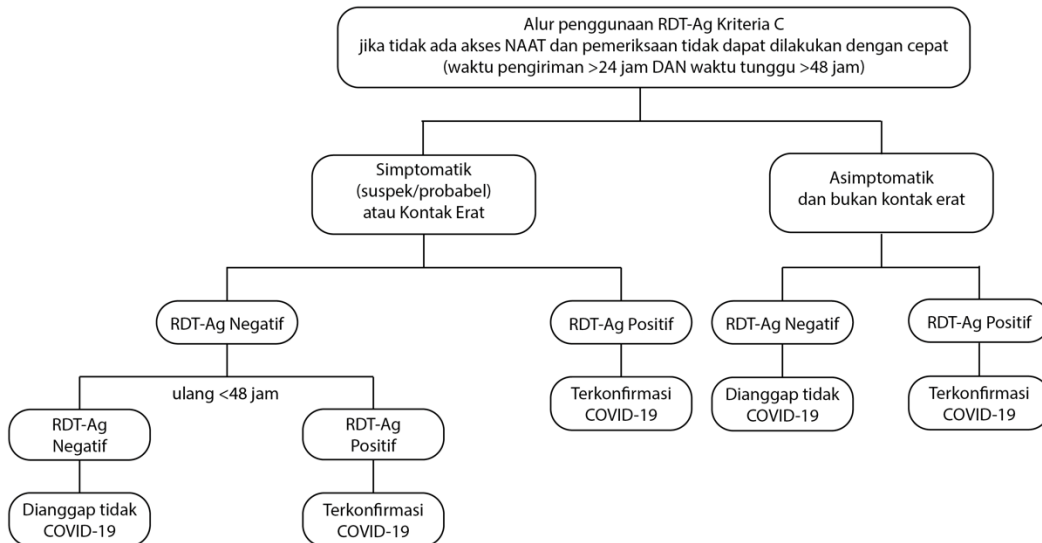 Alur penggunaan RDT-Ag Kriteria C
jika tidak ada akses NAAT dan pemeriksaan tidak dapat dilakukan dengan cepat
(waktu pengiriman >24 jam DAN waktu tunggu >48 jam)
Simptomatik
(suspek/probabel)
atau Kontak Erat
Asimptomatik
dan bukan kontak erat
RDT-Ag Negatif
RDT-Ag Positif
RDT-Ag Negatif
RDT-Ag Positif
ulang <48 jam
Terkonfirmasi
COVID-19
Dianggap tidak
COVID-19
Terkonfirmasi
COVID-19
RDT-Ag
Negatif
RDT-Ag
Positif
Dianggap tidak
COVID-19
Terkonfirmasi
COVID-19